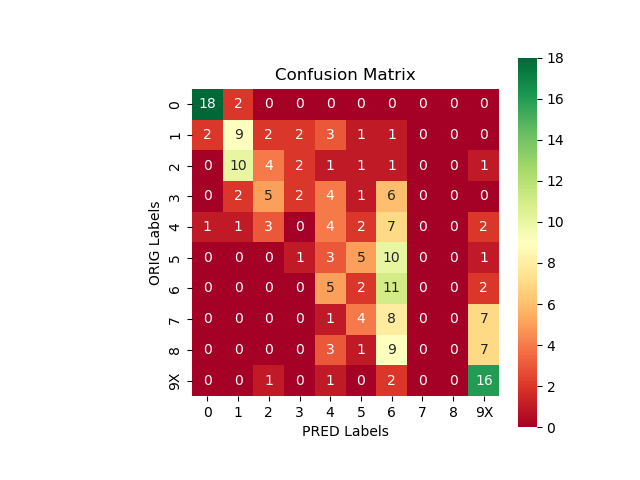 Confusion Matrix
18
0 18 2 0 0 0 0 0 0 0 0
16
1 2 9 2 2 3 1 1 0 0 0
14
2 0 10 4 2 1 1 1 0 0 1
12
3 0 2 5 2 4 1 6 0 0 0
10
4 1 1 3 0 4 2 7 0 0 2
ORIG Labels
8
5 0 0 0 1 3 5 10 0 0 1
6 0 0 0 0 5 2 11 0 0 2
6
7 0 0 0 0 1 4 8 0 0 7
4
8 0 0 0 0 3 1 9 0 0 7
2
9X 0 0 1 0 1 0 2 0 0 16
0
0 1 2 3 4 5 6 7 8 9X
PRED Labels